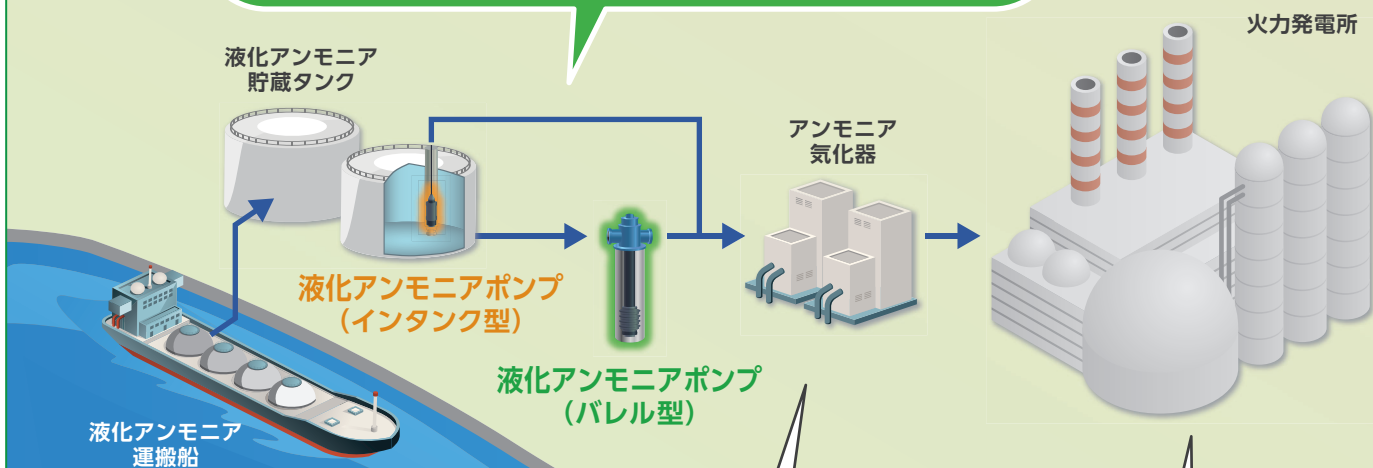 火力発電所
液化アンモニア
貯蔵タンク
アンモニア
気化器
液化アンモニアポンプ
（インタンク型）
液化アンモニアポンプ
（バレル型）
液化アンモニア
運搬船